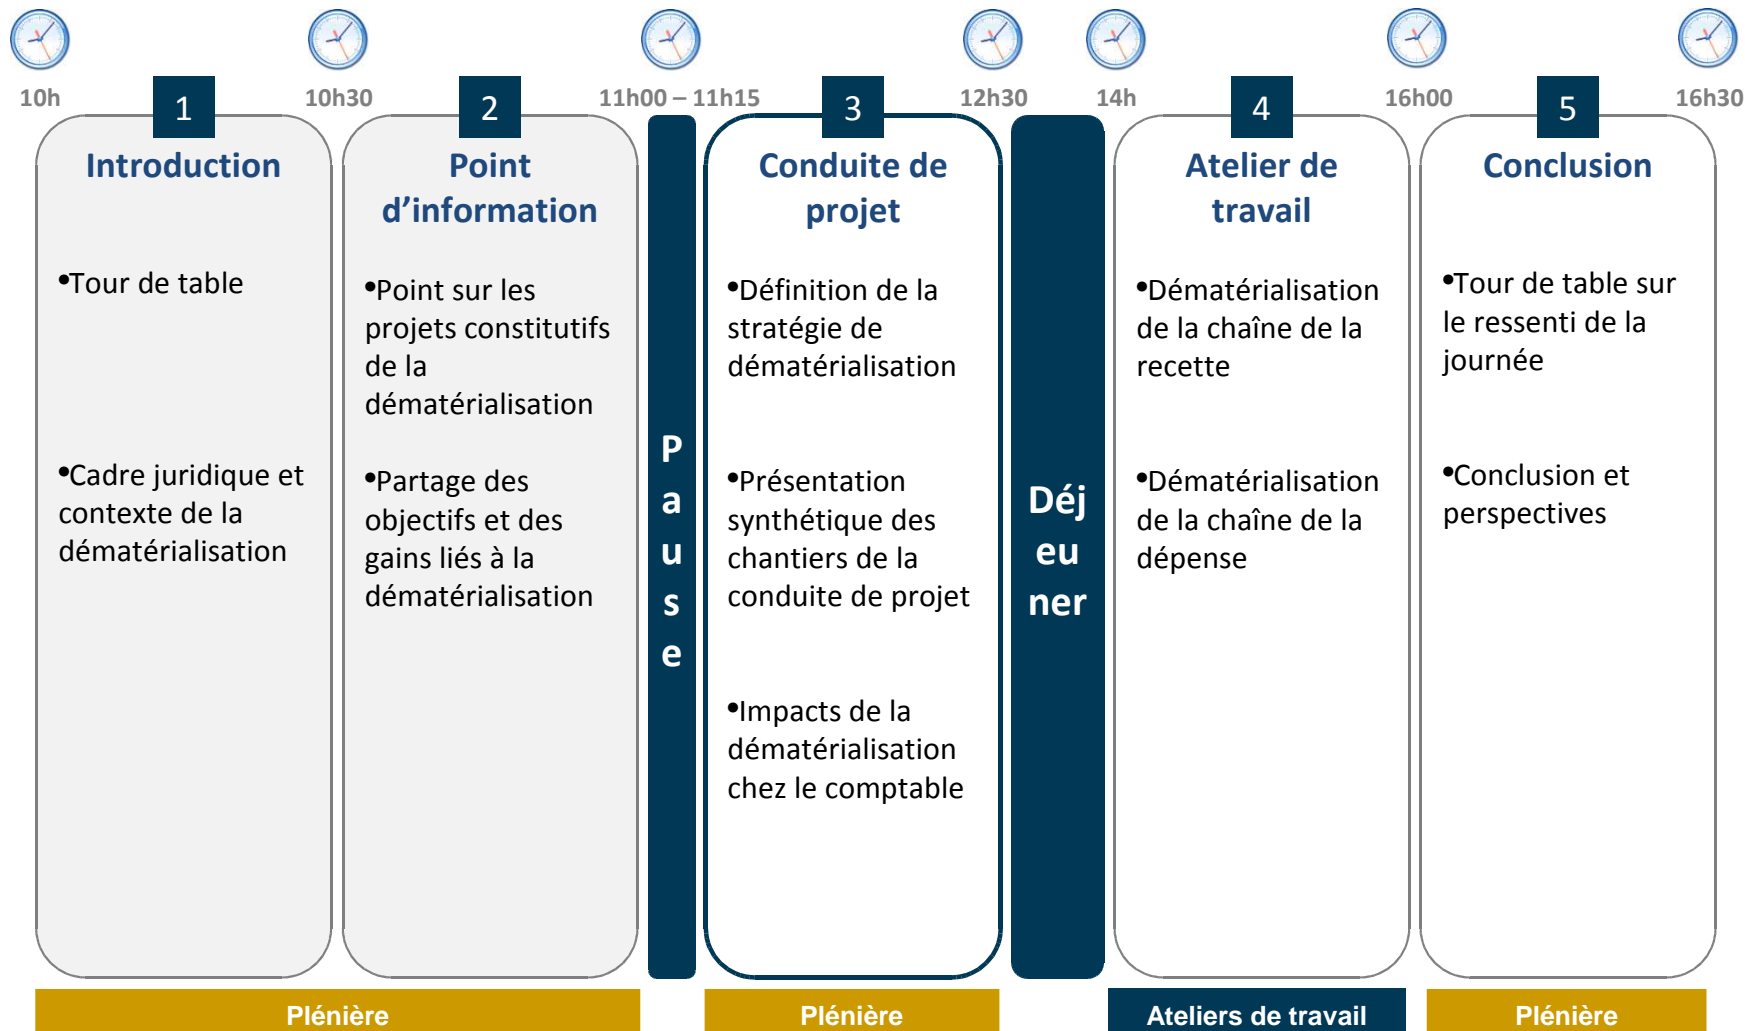 10h
10h30
11h00 – 11h15
12h30
14h
16h00
16h30
1
Introduction
•Tour de table
•Cadre juridique et
contexte de la
dématérialisation
2
Point
d’information
•Point sur les
projets constitutifs
de la
dématérialisation
•Partage des
objectifs et des
gains liés à la
dématérialisation
P
a
u
s
e
3
Conduite de
projet
•Définition de la
stratégie de
dématérialisation
•Présentation
synthétique des
chantiers de la
conduite de projet
•Impacts de la
dématérialisation
chez le comptable
Déj
eu
ner
4
Atelier de
travail
•Dématérialisation
de la chaîne de la
recette
•Dématérialisation
de la chaîne de la
dépense
5
Conclusion
•Tour de table sur
le ressenti de la
journée
•Conclusion et
perspectives
Plénière
Plénière
Ateliers de travail
Plénière